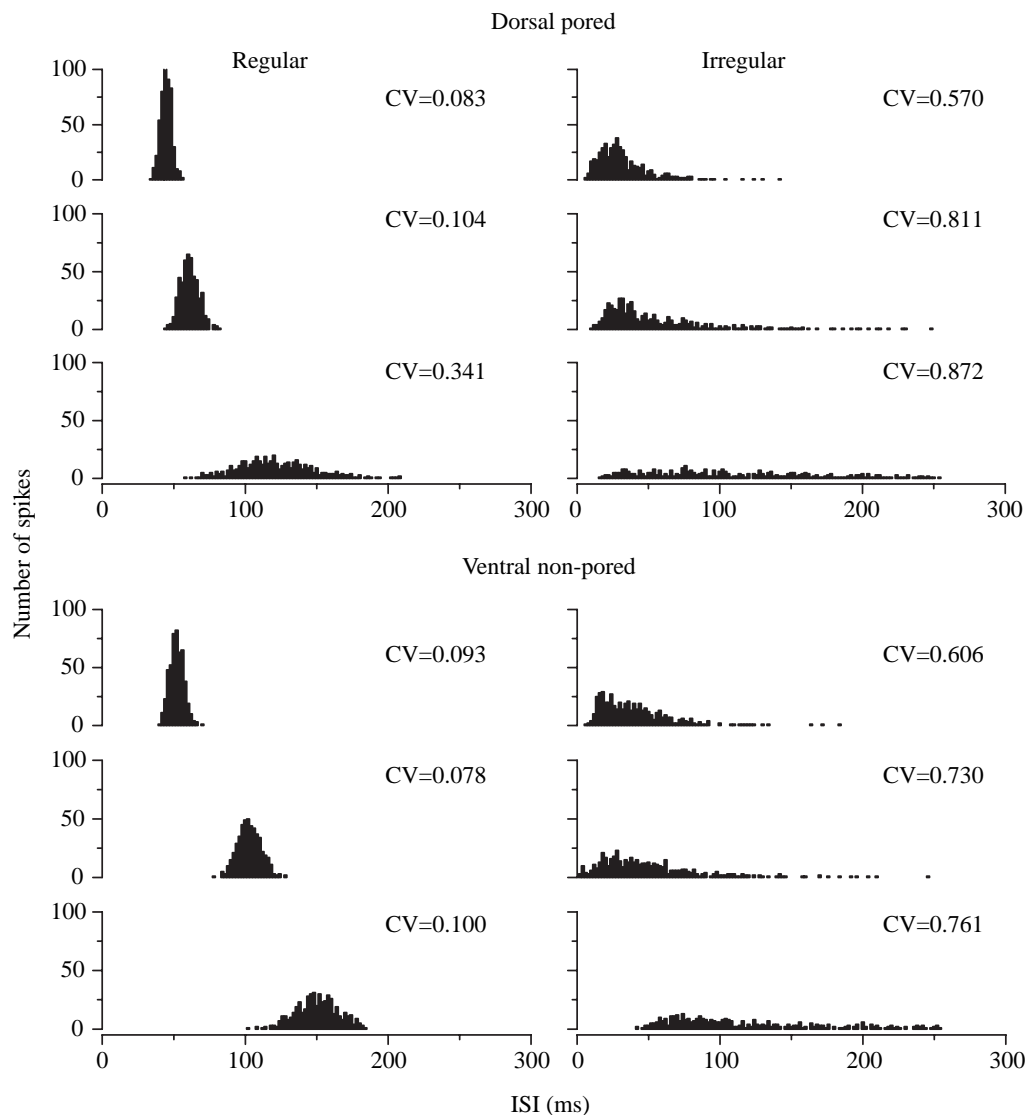 Dorsal pored
Regular
Irregular
100
50
0
CV=0.083
CV=0.570
100
50
0
CV=0.104
CV=0.811
100
50
0
CV=0.341
CV=0.872
0 100 200 300
0 100 200 300
Number of spikes
Ventral non-pored
100
50
0
CV=0.093
CV=0.606
100
50
0
CV=0.078
CV=0.730
100
50
0
CV=0.100
CV=0.761
0 100 200 300
0 100 200 300
ISI (ms)